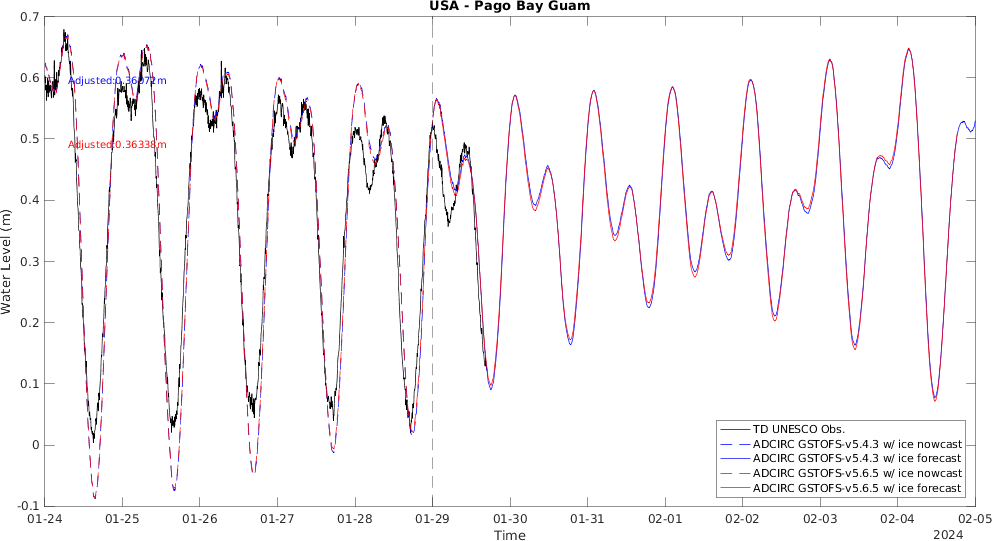 USA - Pago Bay Guam
Water Level (m)
0.7
0.6
0.5
0.4
0.3
0.2
0.1
0
-0.1
Adjusted:0.36072m
Adjusted:0.36338m
TD UNESCO Obs.
ADCIRC GSTOFS-v5.4.3 w/ ice nowcast
ADCIRC GSTOFS-v5.4.3 w/ ice forecast
ADCIRC GSTOFS-v5.6.5 w/ ice nowcast
ADCIRC GSTOFS-v5.6.5 w/ ice forecast
01-24 01-25 01-26 01-27 01-28 01-29 01-30 01-31 02-01 02-02 02-03 02-04 02-05
Time
2024